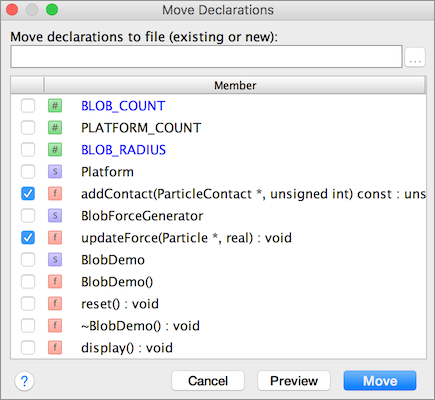 Move Declarations
Move declarations to file (existing or new):
...
Member
# BLOB_COUNT
# PLATFORM_COUNT
# BLOB_RADIUS
s Platform
f addContact(ParticleContact *, unsigned int) const : uns
s BlobForceGenerator
f updateForce(Particle *, real) : void
s BlobDemo
f BlobDemo()
f reset() : void
f ~BlobDemo() : void
f display() : void
? Cancel Preview Move